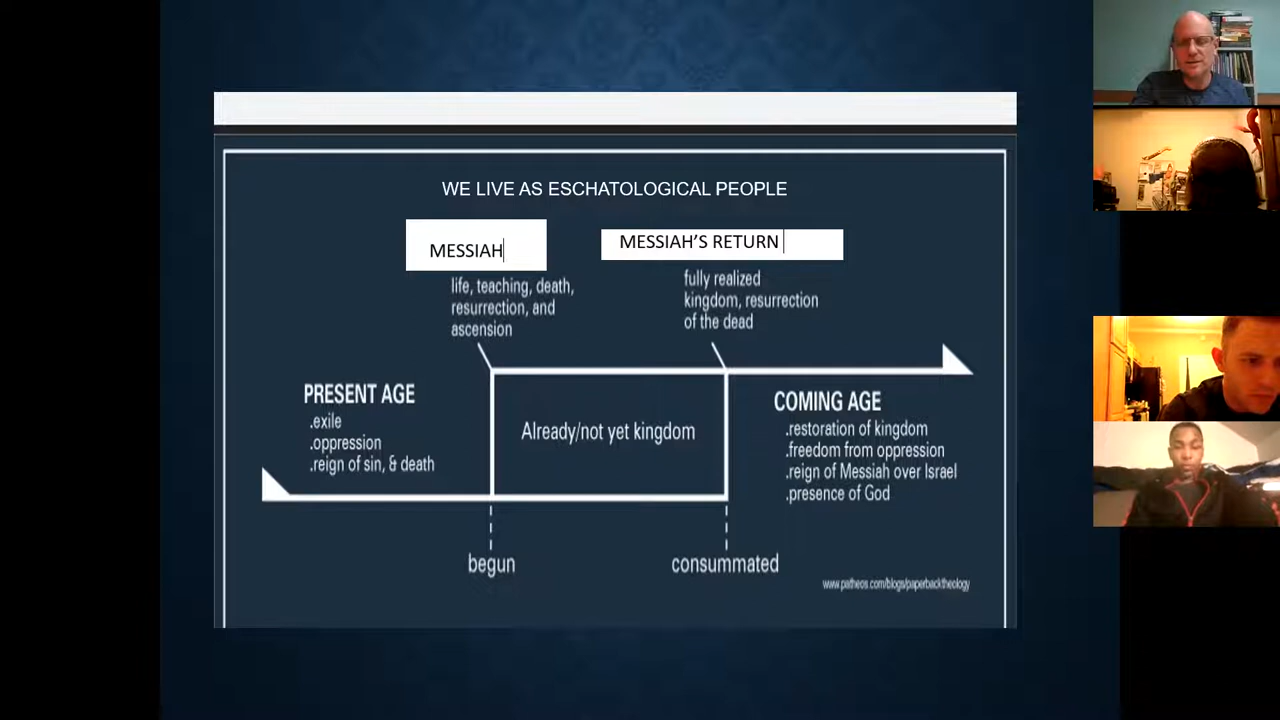 WE LIVE AS ESCHATOLOGICAL PEOPLE
MESSIAH
life, teaching, death,
resurrection, and
ascension
MESSIAH'S RETURN
fully realized
kingdom, resurrection
of the dead
PRESENT AGE
.exile
.oppression
.reign of sin, & death
Already/not yet kingdom
COMING AGE
.restoration of kingdom
.freedom from oppression
.reign of Messiah over Israel
.presence of God
begun
consummated
www.patheos.com/blogs/paperbacktheology